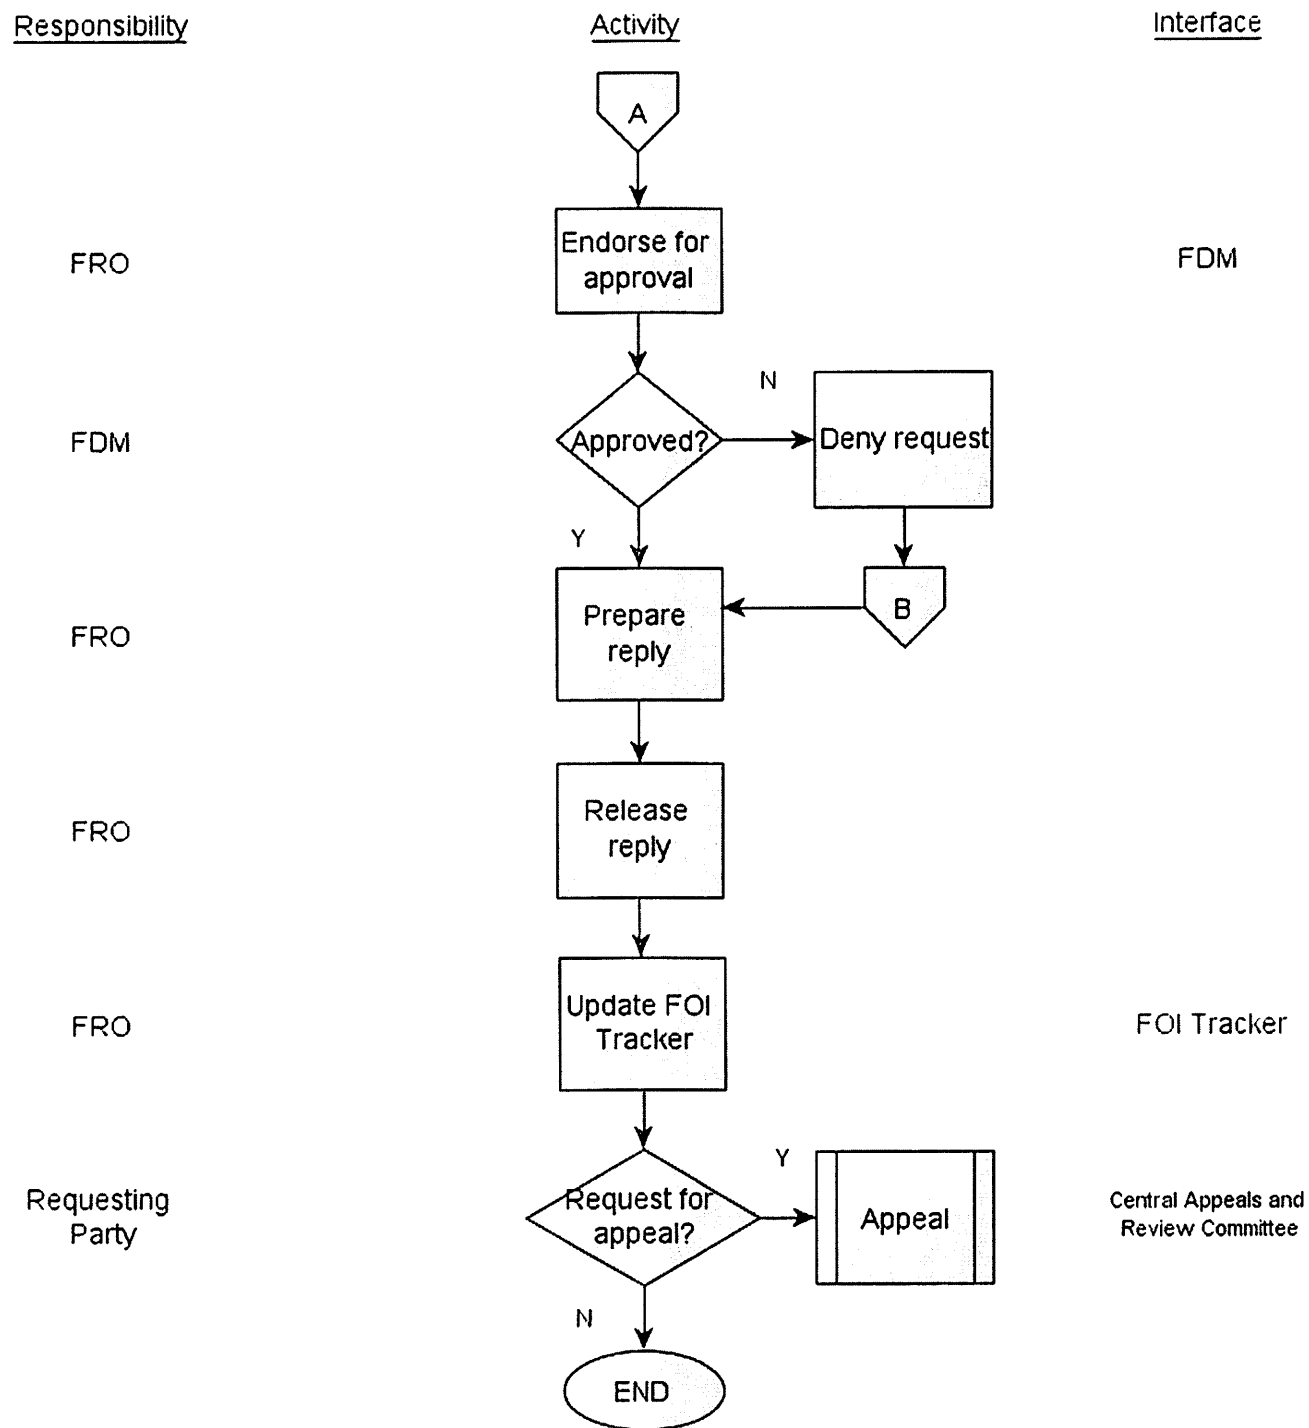 Responsibility
Activity
Interface
A
FRO
Endorse for
approval
FDM
FDM
Approved?
N
Deny request
Y
FRO
Prepare
reply
B
FRO
Release
reply
FRO
Update FOI
Tracker
FOI Tracker
Requesting
Party
Request for
appeal?
Y
Appeal
Central Appeals and
Review Committee
N
END